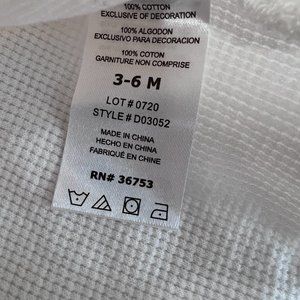 100% COTTON
EXCLUSIVE OF DECORATION
100% ALGODON
EXCLUSIVO PARA DECORACION
100% COTON
GARNITURE NON COMPRISE
3-6 M
LOT # 0720
STYLE # D03052
MADE IN CHINA
HECHO EN CHINA
FABRIQUÉ EN CHINE
RN# 36753